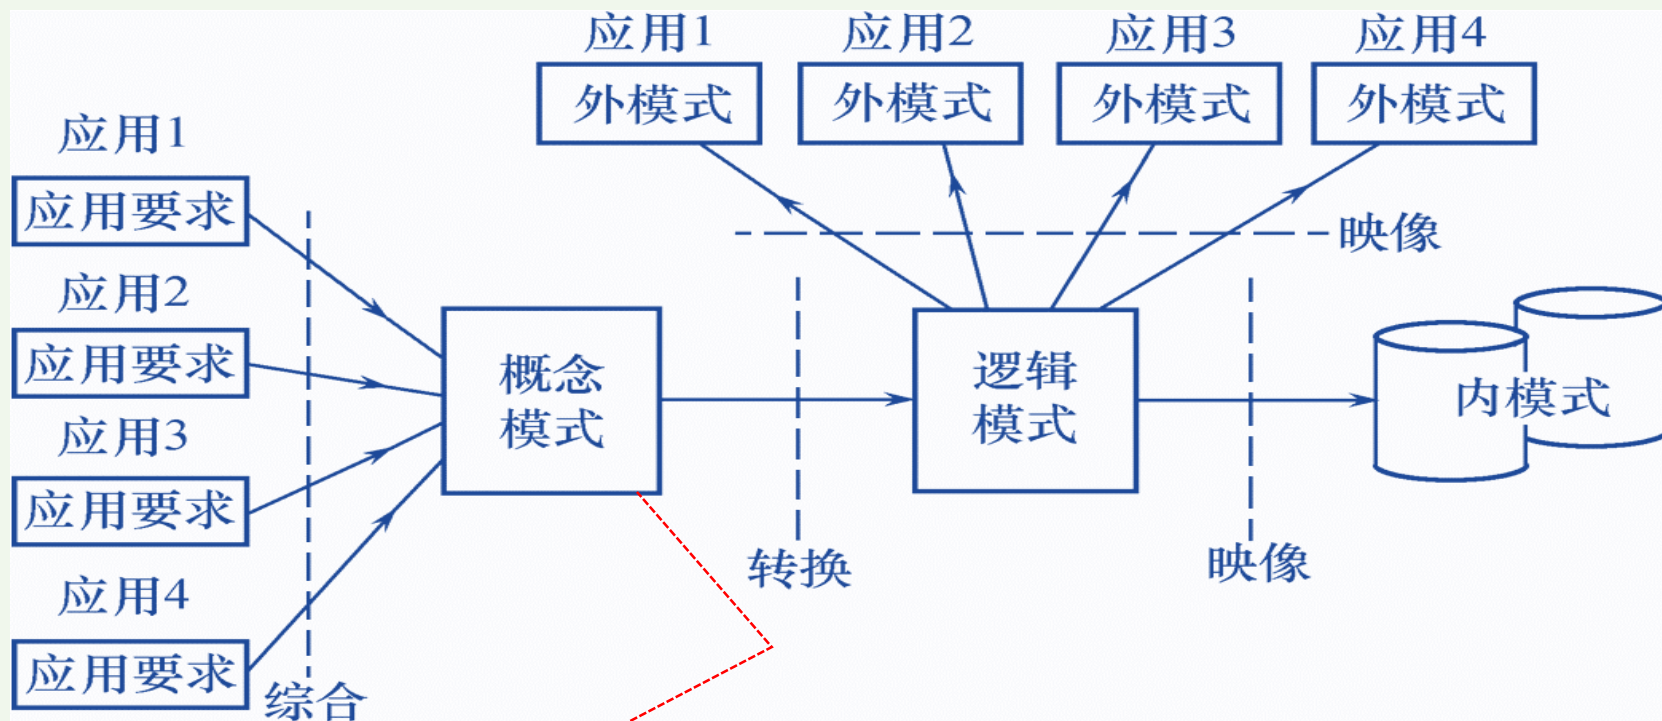 应用1
应用2
应用3
应用4
外模式
外模式
外模式
外模式
应用1
应用要求
映像
应用2
应用要求
概念
模式
逻辑
模式
内模式
应用3
应用要求
转换
映像
应用4
应用要求
综合